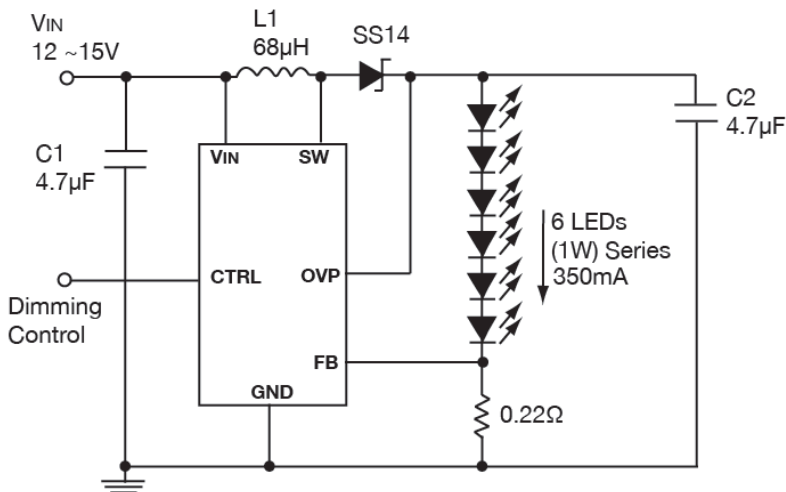 VIN
12 ~15V
L1
68µH
SS14
C1
4.7µF
VIN
SW
C2
4.7µF
6 LEDs
(1W) Series
350mA
CTRL
OVP
Dimming
Control
FB
GND
0.22Ω